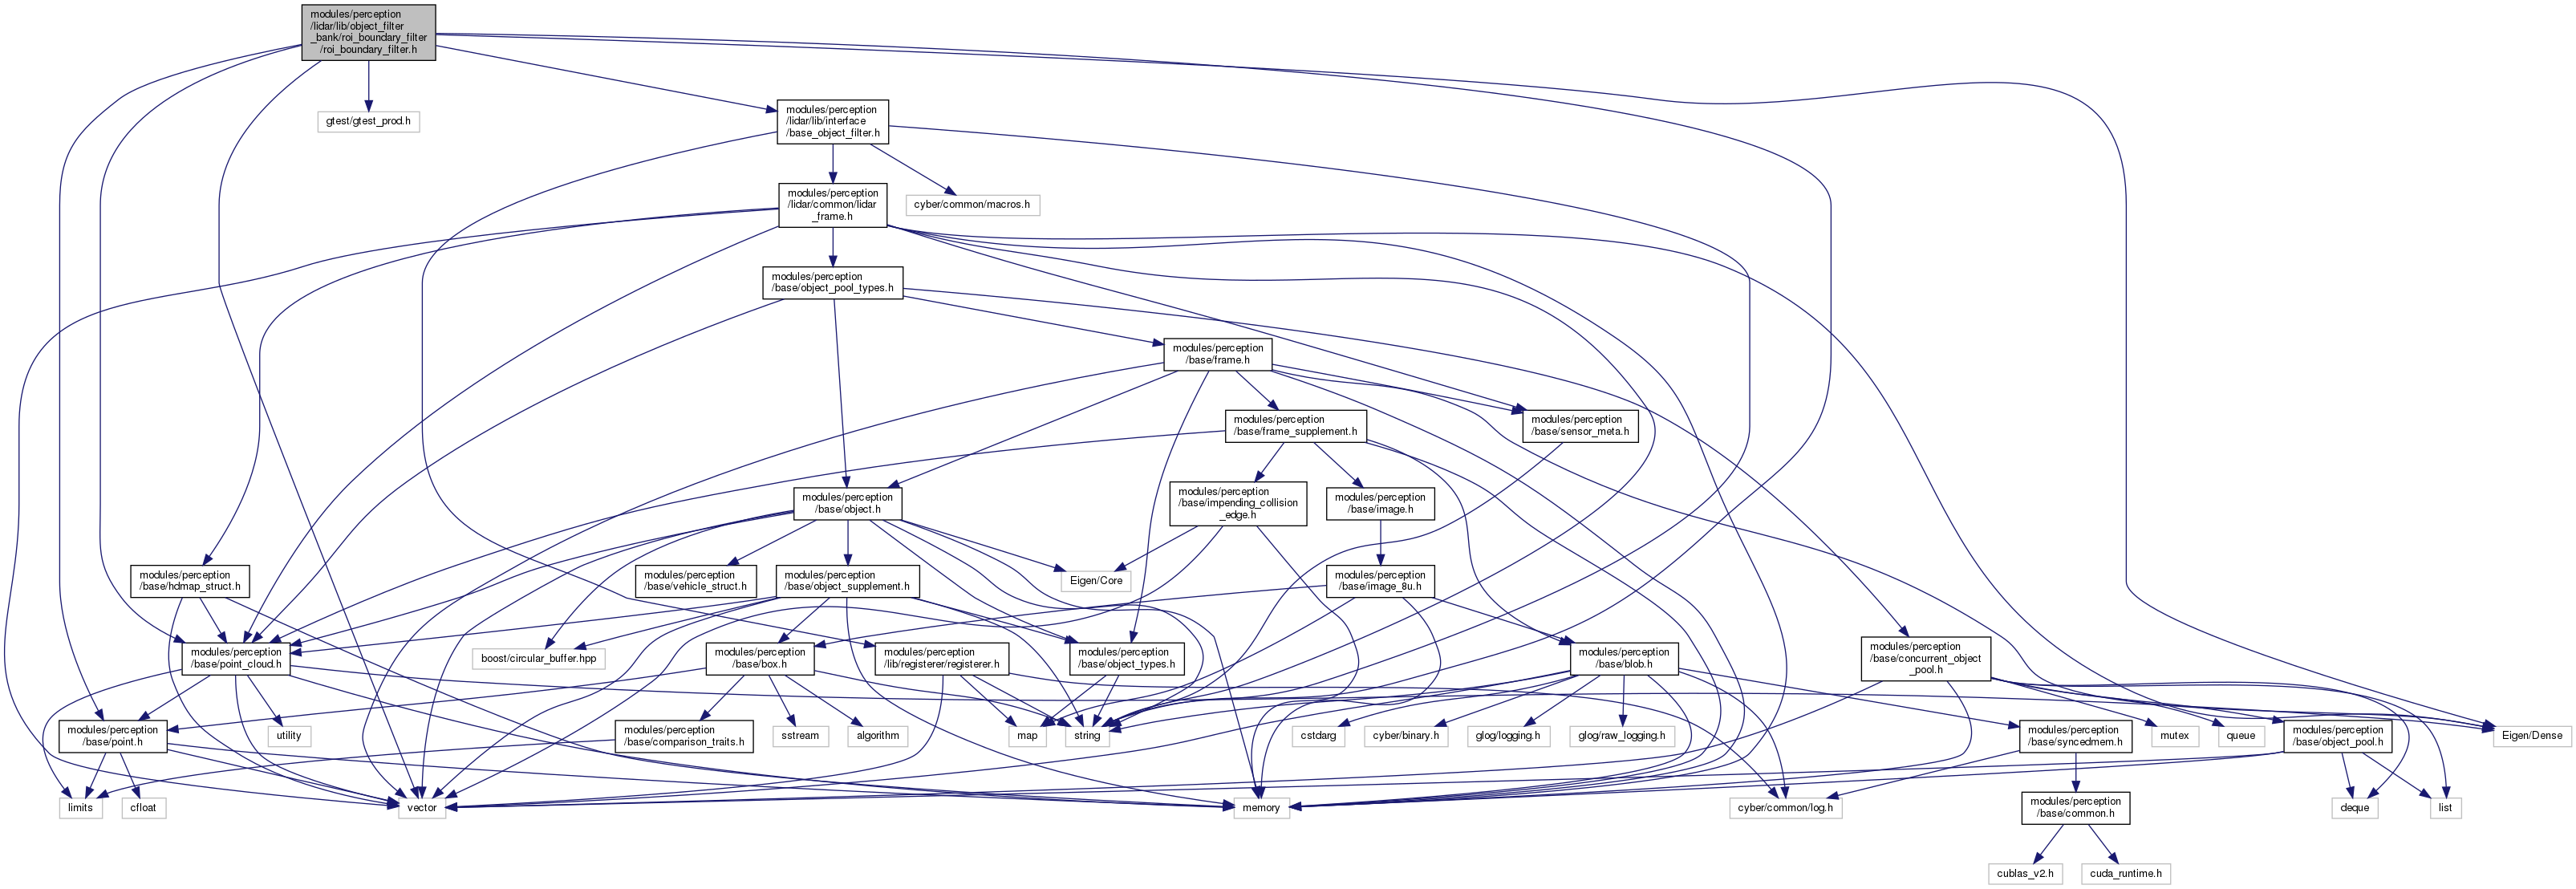 modules/perception
/lidar/lib/object_filter
_bank/roi_boundary_filter
/roi_boundary_filter.h
gtest/gtest_prod.h
modules/perception
/lidar/lib/interface
/base_object_filter.h
modules/perception
/lidar/common/lidar
_frame.h
cyber/common/macros.h
modules/perception
/base/object_pool_types.h
modules/perception
/base/frame.h
modules/perception
/base/frame_supplement.h
modules/perception
/base/sensor_meta.h
modules/perception
/base/object.h
modules/perception
/base/impending_collision
_edge.h
modules/perception
/base/image.h
modules/perception
/base/hdmap_struct.h
modules/perception
/base/vehicle_struct.h
modules/perception
/base/object_supplement.h
Eigen/Core
modules/perception
/base/image_8u.h
modules/perception
/base/point_cloud.h
boost/circular_buffer.hpp
modules/perception
/base/box.h
modules/perception
/lib/registerer/registerer.h
modules/perception
/base/object_types.h
modules/perception
/base/blob.h
modules/perception
/base/concurrent_object
_pool.h
modules/perception
/base/point.h
utility
modules/perception
/base/comparison_traits.h
sstream
algorithm
map
string
cstdarg
cyber/binary.h
glog/logging.h
glog/raw_logging.h
modules/perception
/base/syncedmem.h
mutex
queue
modules/perception
/base/object_pool.h
Eigen/Dense
limits
cfloat
vector
memory
cyber/common/log.h
modules/perception
/base/common.h
deque
list
cublas_v2.h
cuda_runtime.h